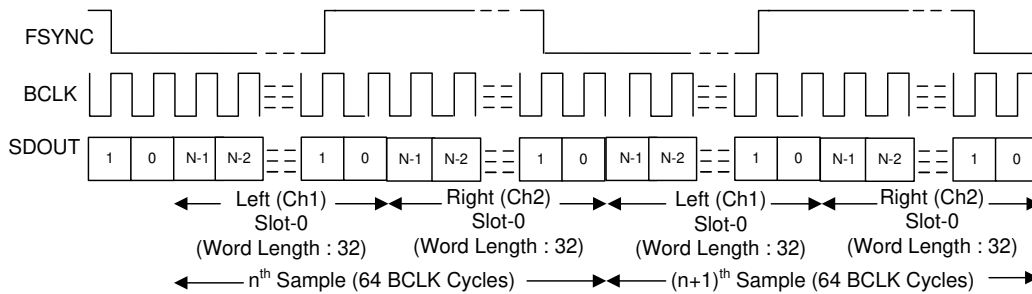 FSYNC
BCLK
SDOUT
1 0 N-1 N-2 1 0 N-1 N-2 1 0 N-1 N-2 1 0 N-1 N-2 1 0
Left (Ch1) Right (Ch2) Left (Ch1) Right (Ch2)
Slot-0 Slot-0 Slot-0 Slot-0
(Word Length : 32) (Word Length : 32) (Word Length : 32) (Word Length : 32)
nth Sample (64 BCLK Cycles) (n+1)th Sample (64 BCLK Cycles)